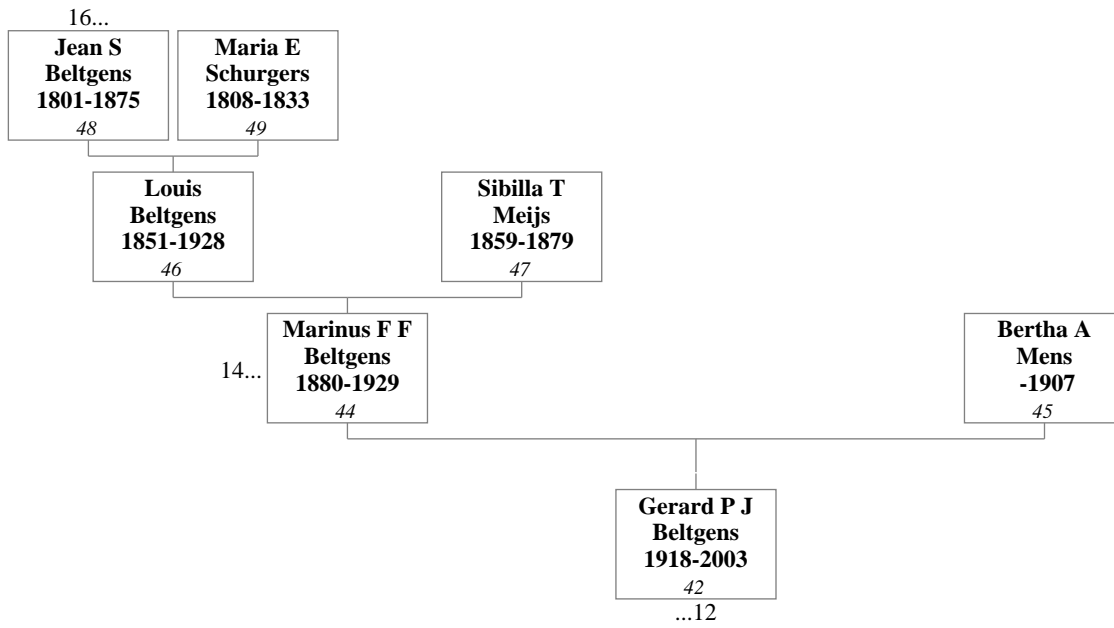 16...
Jean S
Beltgens
1801-1875
48
Maria E
Schurgers
1808-1833
49
Louis
Beltgens
1851-1928
46
Sibilla T
Meijs
1859-1879
47
14...
Marinus F F
Beltgens
1880-1929
44
Bertha A
Mens
-1907
45
Gerard P J
Beltgens
1918-2003
42
...12